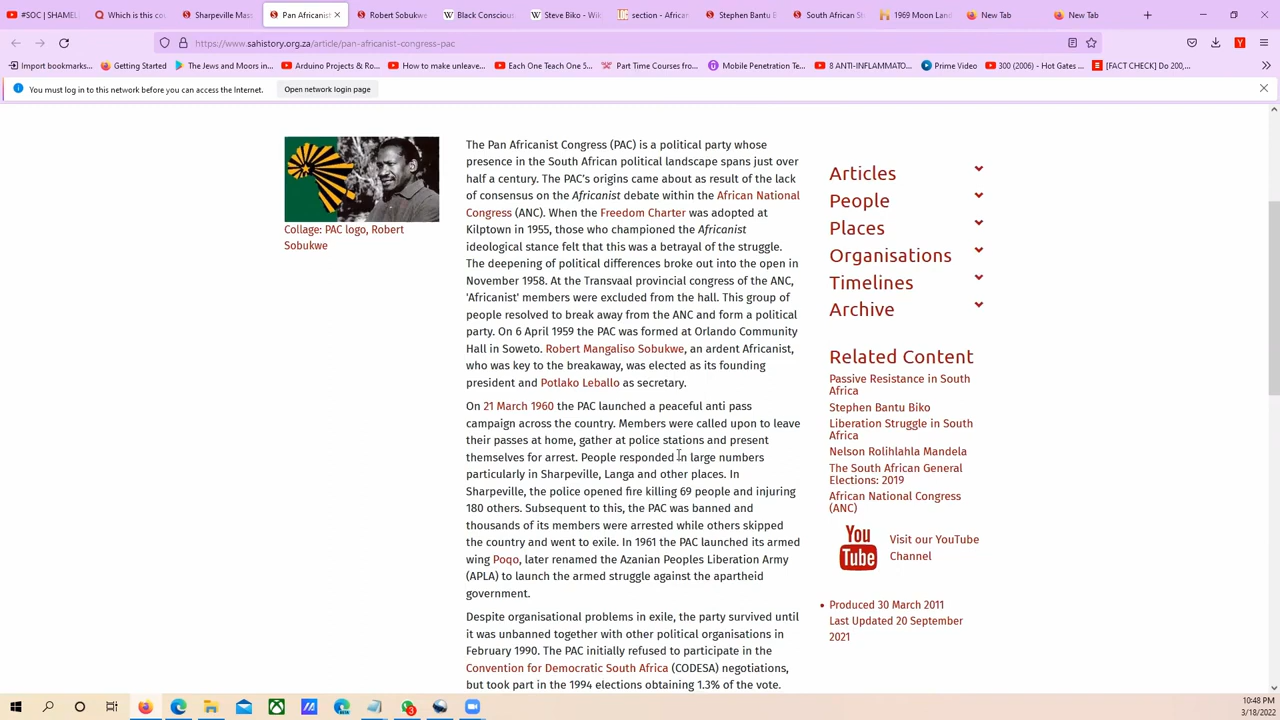 #SOC | SHAMEL
Which is this cou
Sharpeville Mass
Pan Africanist
Robert Sobukwe
Black Conscious
Steve Biko - Wiki
section - African
Stephen Bantu B
South African St
1969 Moon Land
New Tab
New Tab
https://www.sahistory.org.za/article/pan-africanist-congress-pac
Import bookmarks...
Getting Started
The Jews and Moors in...
Arduino Projects & Ro...
How to make unleave...
Each One Teach One 5...
Part Time Courses from...
Mobile Penetration Te...
8 ANTI-INFLAMMATO...
Prime Video
300 (2006) - Hot Gates ...
[FACT CHECK] Do 200,...
You must log in to this network before you can access the Internet.
Open network login page
Collage: PAC logo, Robert
Sobukwe
The Pan Africanist Congress (PAC) is a political party whose
presence in the South African political landscape spans just over
half a century. The PAC's origins came about as result of the lack
of consensus on the Africanist debate within the African National
Congress (ANC). When the Freedom Charter was adopted at
Kilptown in 1955, those who championed the Africanist
ideological stance felt that this was a betrayal of the struggle.
The deepening of political differences broke out into the open in
November 1958. At the Transvaal provincial congress of the ANC,
'Africanist' members were excluded from the hall. This group of
people resolved to break away from the ANC and form a political
party. On 6 April 1959 the PAC was formed at Orlando Community
Hall in Soweto. Robert Mangaliso Sobukwe, an ardent Africanist,
who was key to the breakaway, was elected as its founding
president and Potlako Leballo as secretary.
On 21 March 1960 the PAC launched a peaceful anti pass
campaign across the country. Members were called upon to leave
their passes at home, gather at police stations and present
themselves for arrest. People responded in large numbers
particularly in Sharpeville, Langa and other places. In
Sharpeville, the police opened fire killing 69 people and injuring
180 others. Subsequent to this, the PAC was banned and
thousands of its members were arrested while others skipped
the country and went to exile. In 1961 the PAC launched its armed
wing Poqo, later renamed the Azanian Peoples Liberation Army
(APLA) to launch the armed struggle against the apartheid
government.
Despite organisational problems in exile, the party survived until
it was unbanned together with other political organisations in
February 1990. The PAC initially refused to participate in the
Convention for Democratic South Africa (CODESA) negotiations,
but took part in the 1994 elections obtaining 1.3% of the vote.
Articles
People
Places
Organisations
Timelines
Archive
Related Content
Passive Resistance in South
Africa
Stephen Bantu Biko
Liberation Struggle in South
Africa
Nelson Rolihlahla Mandela
The South African General
Elections: 2019
African National Congress
(ANC)
You
Tube
Visit our YouTube
Channel
Produced 30 March 2011
Last Updated 20 September
2021
3
10:48 PM
3/18/2022